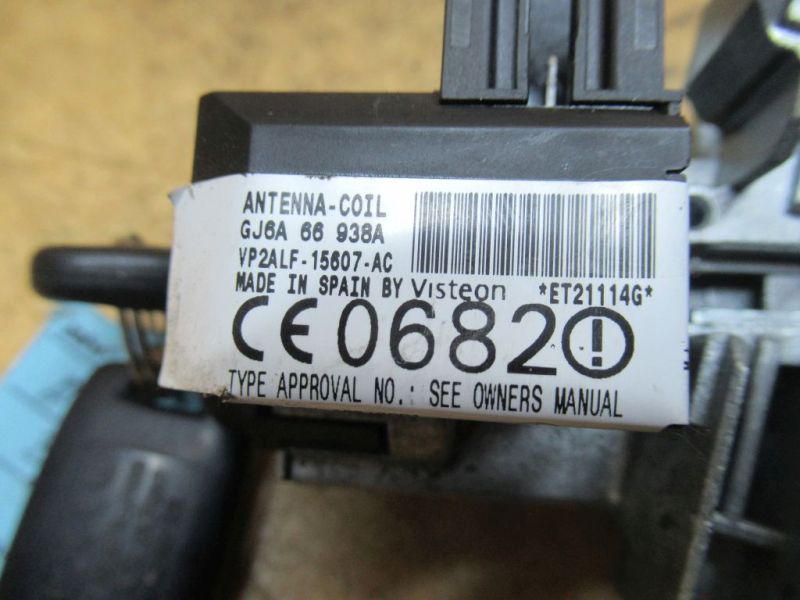 ANTENNA-COIL
GJ6A 66 938A
VP2ALF-15607-AC
MADE IN SPAIN BY Visteon *ET21114G*
CE 0682
TYPE APPROVAL NO.: SEE OWNERS MANUAL